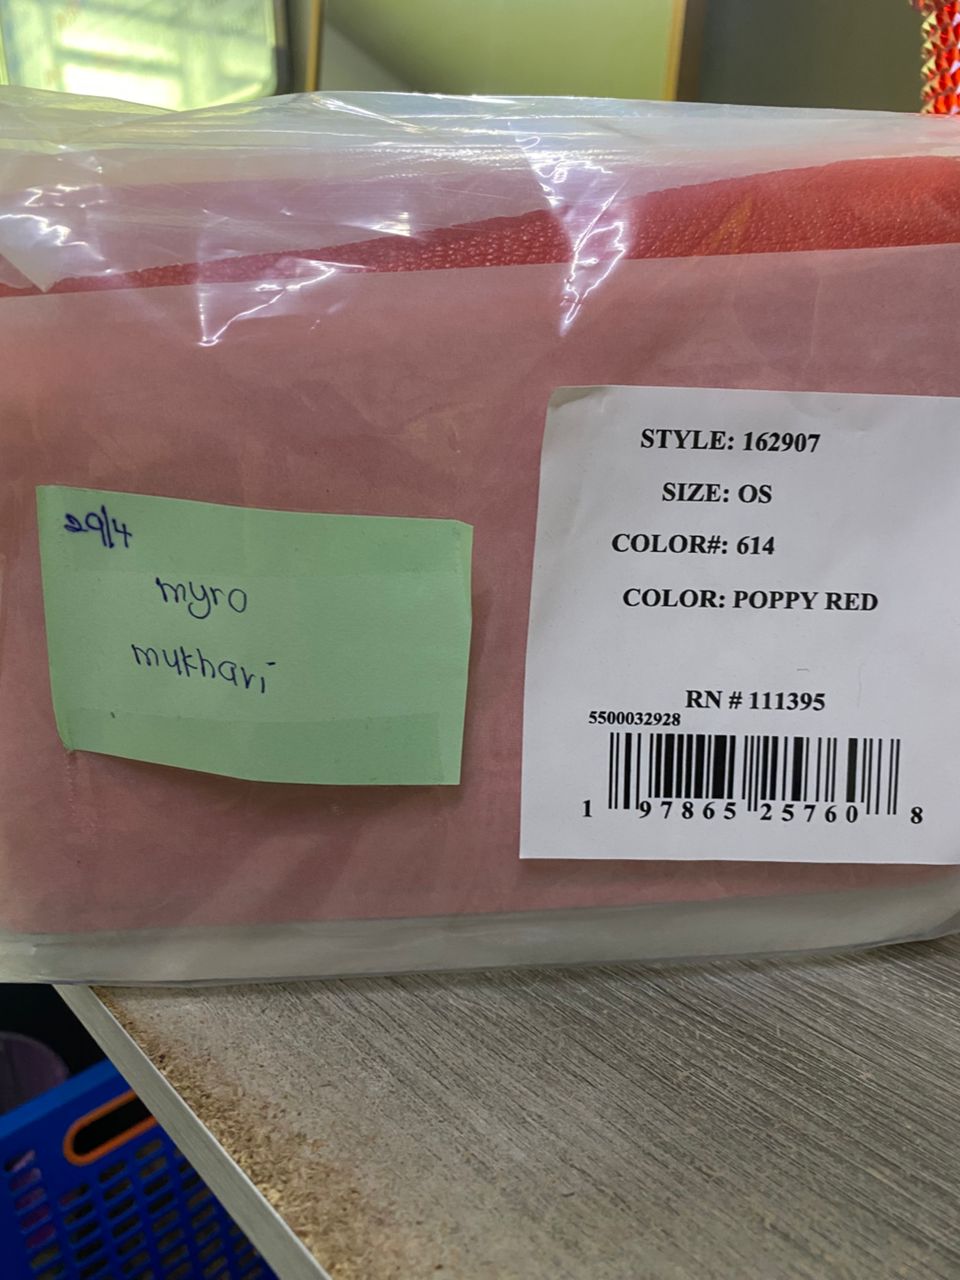 29/4
myro
mukhari
STYLE: 162907
SIZE: OS
COLOR#: 614
COLOR: POPPY RED
RN # 111395
5500032928
1 97865 25760 8